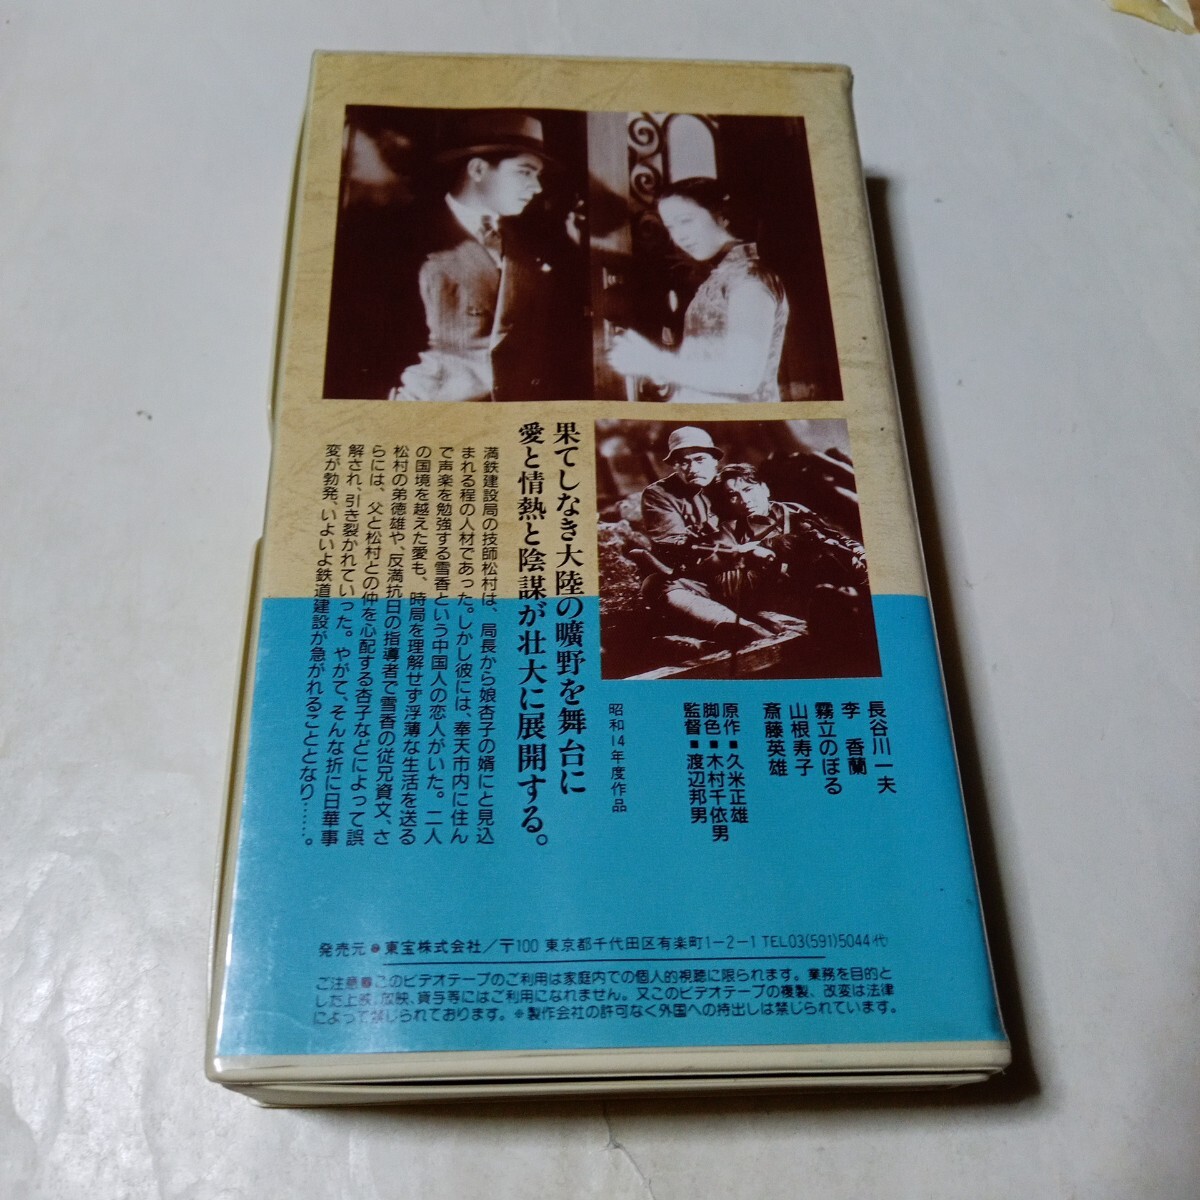 果てしなき大陸の曠野を舞台に
愛と情熱と陰謀が壮大に展開する。
満鉄建設局の技師松村は、局長から娘杏子の婿にと見込
まれる程の人材であった。しかし彼には、奉天市内に住ん
で声楽を勉強する雪香という中国人の恋人がいた。二人
の国境を越えた愛も、時局を理解せず浮薄な生活を送る
松村の弟徳雄や、反満抗日の指導者で雪香の従兄資文、さ
らには、父と松村との仲を心配する杏子などによって誤
解され、引き裂かれていった。やがて、そんな折に日華事
変が勃発、いよいよ鉄道建設が急がれることとなり……。
長谷川一夫
李 香蘭
霧立のぼる
山根寿子
斎藤英雄
原作■久米正雄
脚色■木村千依男
監督■渡辺邦男
昭和14年度作品
発売元●東宝株式会社/〒100 東京都千代田区有楽町1-2-1 TEL03(591)5044㈹
ご注意●このビデオテープのご利用は家庭内での個人的視聴に限られます。業務を目的と
した上映、放映、貸与等にはご利用になれません。又このビデオテープの複製、改変は法律
によって禁じられております。※製作会社の許可なく外国への持出しは禁じられています。